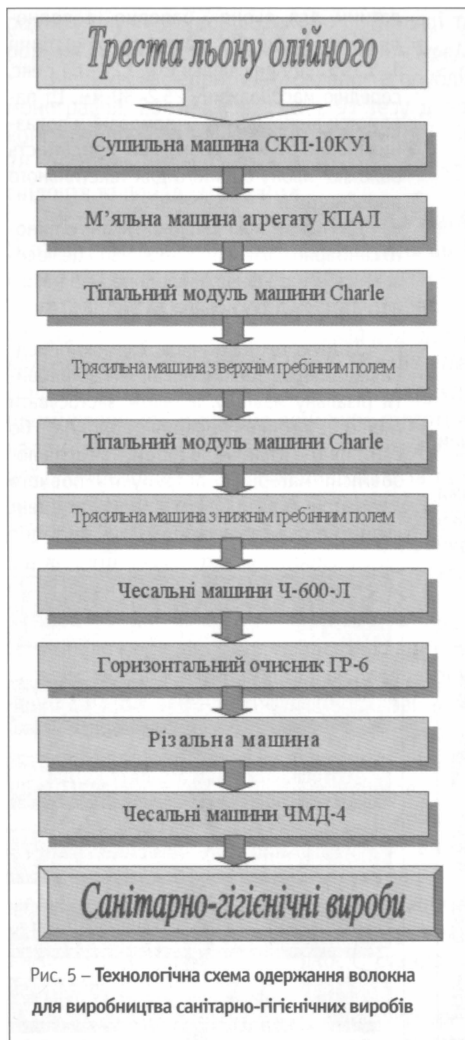 Треста льону олійного
Сушильна машина СКП-10КУ1
М’яльна машина агрегату КПАЛ
Тіпальний модуль машини Charle
Трясильна машина з верхнім гребінним полем
Тіпальний модуль машини Charle
Трясильна машина з нижнім гребінним полем
Чесальні машини Ч-600-Л
Горизонтальний очисник ГР-6
Різальна машина
Чесальні машини ЧМД-4
Санітарно-гігієнічні вироби
Рис. 5 – Технологічна схема одержання волокна
для виробництва санітарно-гігієнічних виробів